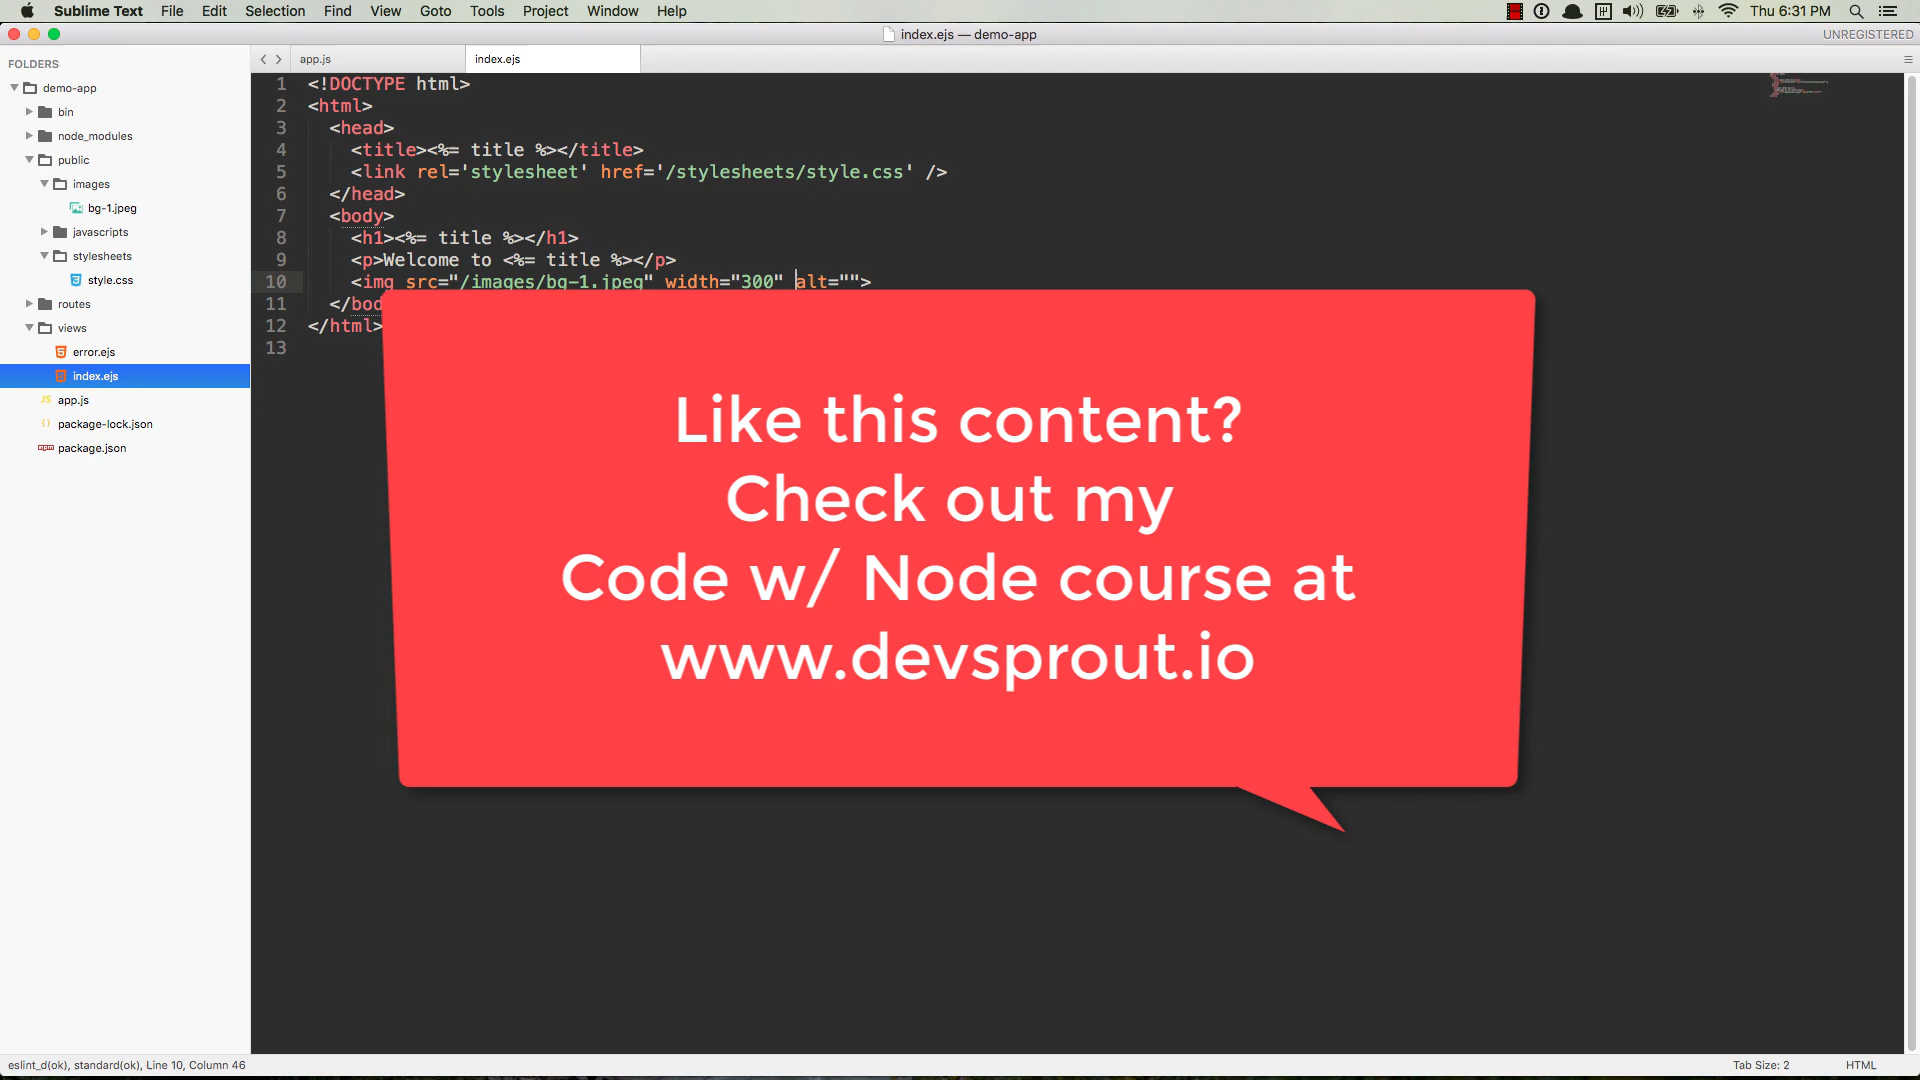 Sublime Text File Edit Selection Find View Goto Tools Project Window Help Thu 6:31 PM
index.ejs — demo-app UNREGISTERED
FOLDERS
demo-app
bin
node_modules
public
images
bg-1.jpeg
javascripts
stylesheets
style.css
routes
views
error.ejs
index.ejs
app.js
package-lock.json
package.json
app.js index.ejs
1 <!DOCTYPE html>
2 <html>
3 <head>
4 <title><%= title %></title>
5 <link rel='stylesheet' href='/stylesheets/style.css' />
6 </head>
7 <body>
8 <h1><%= title %></h1>
9 <p>Welcome to <%= title %></p>
10 <img src="/images/bg-1.jpeg" width="300" alt="">
11 </bod
12 </html>
13
Like this content?
Check out my
Code w/ Node course at
www.devsprout.io
eslint_d(ok), standard(ok), Line 10, Column 46 Tab Size: 2 HTML